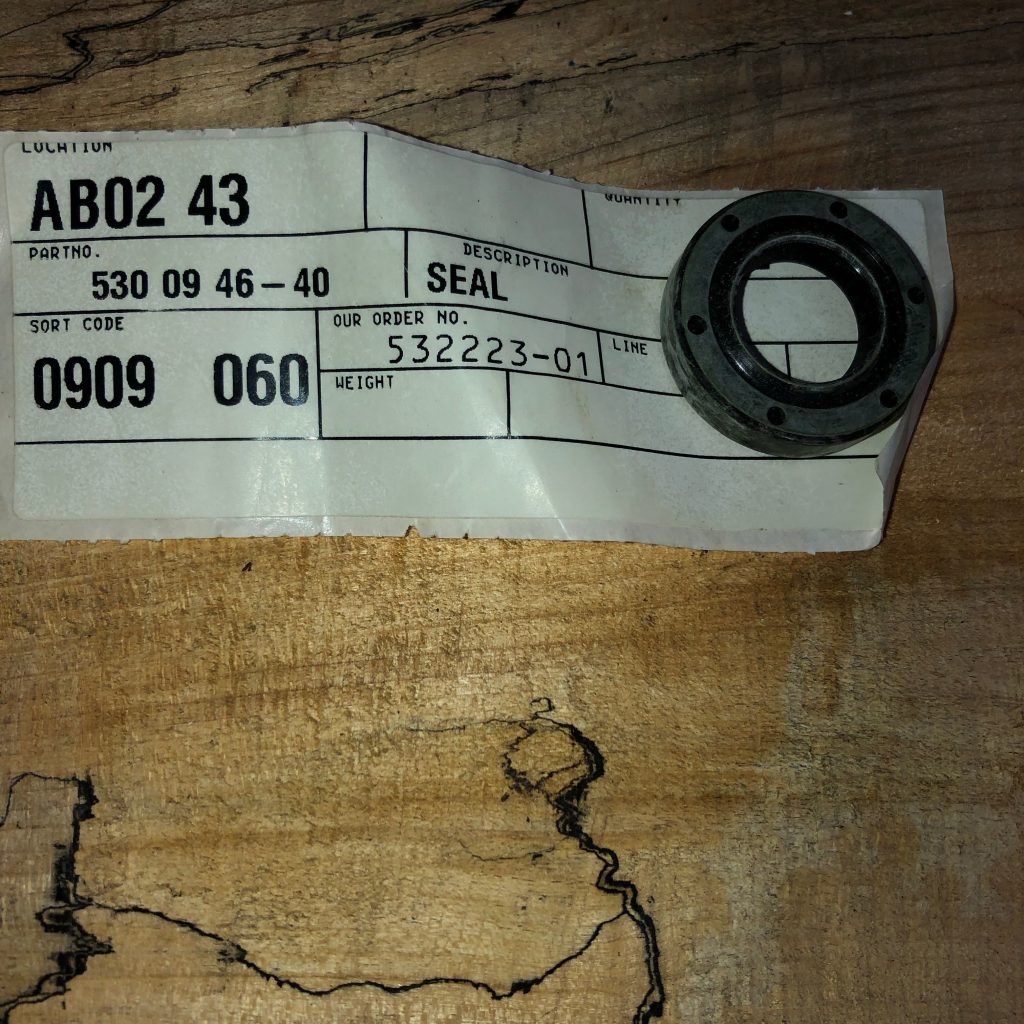 LOCATION
AB02 43
QUANTITY
PARTNO.
530 09 46-40
DESCRIPTION
SEAL
SORT CODE
0909 060
OUR ORDER NO.
532223-01
LINE
WEIGHT